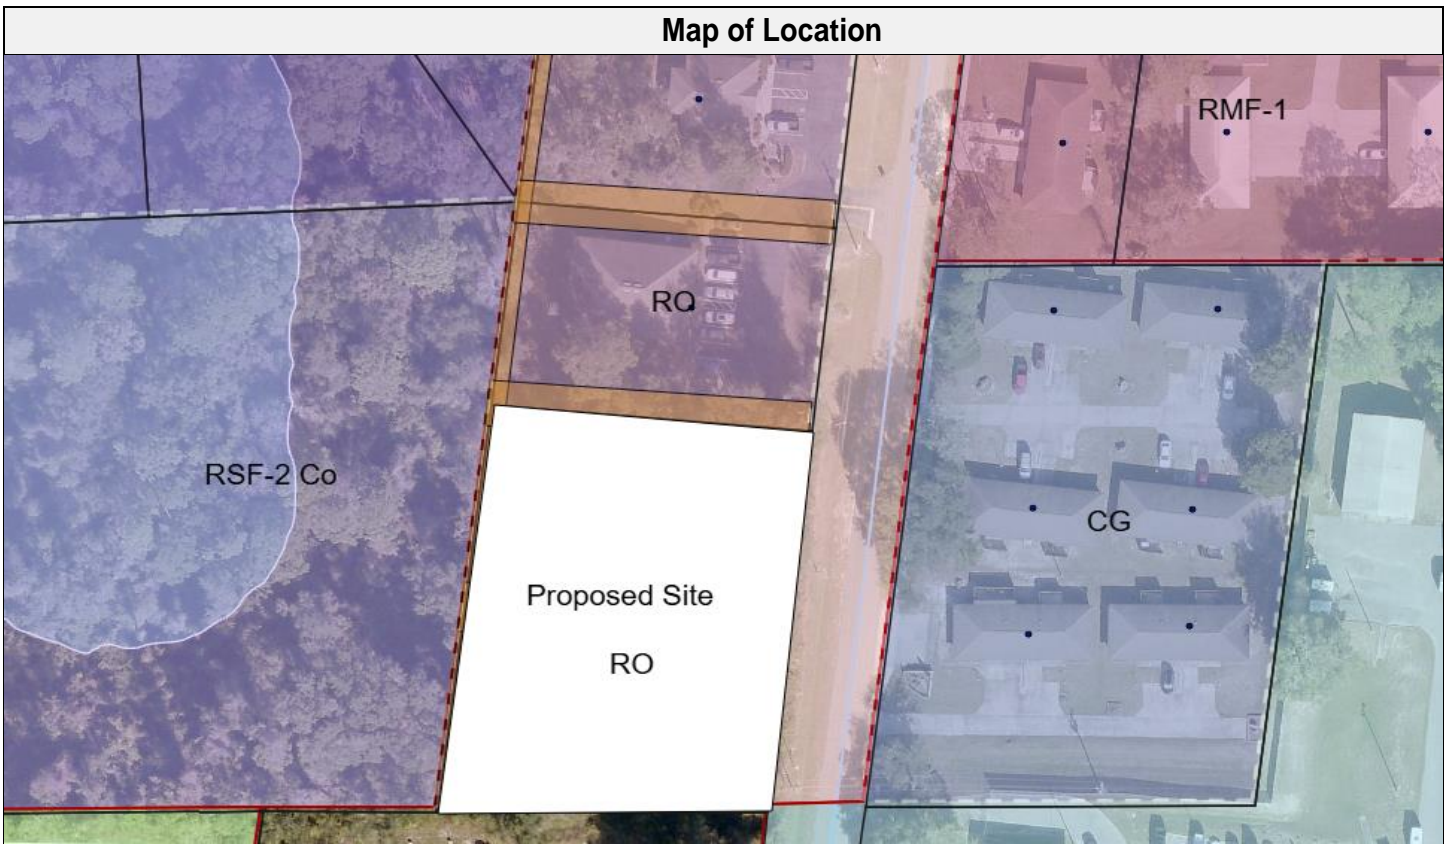 Map of Location
RMF-1
RO
RSF-2 Co
CG
Proposed Site
RO